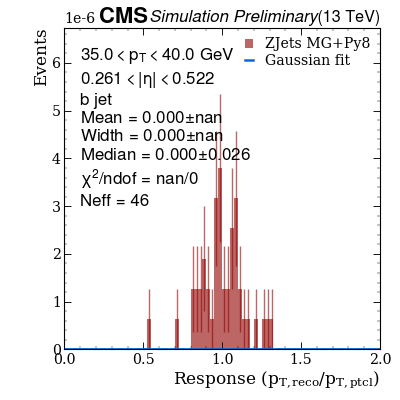 1e-6 CMS Simulation Preliminary (13 TeV)
Events
35.0 < p_T < 40.0 GeV
0.261 < |η| < 0.522
b jet
Mean = 0.000±nan
Width = 0.000±nan
Median = 0.000±0.026
χ²/ndof = nan/0
Neff = 46
ZJets MG+Py8
Gaussian fit
6
5
4
3
2
1
0
0.0 0.5 1.0 1.5 2.0
Response (p_T,reco/p_T,ptcl)